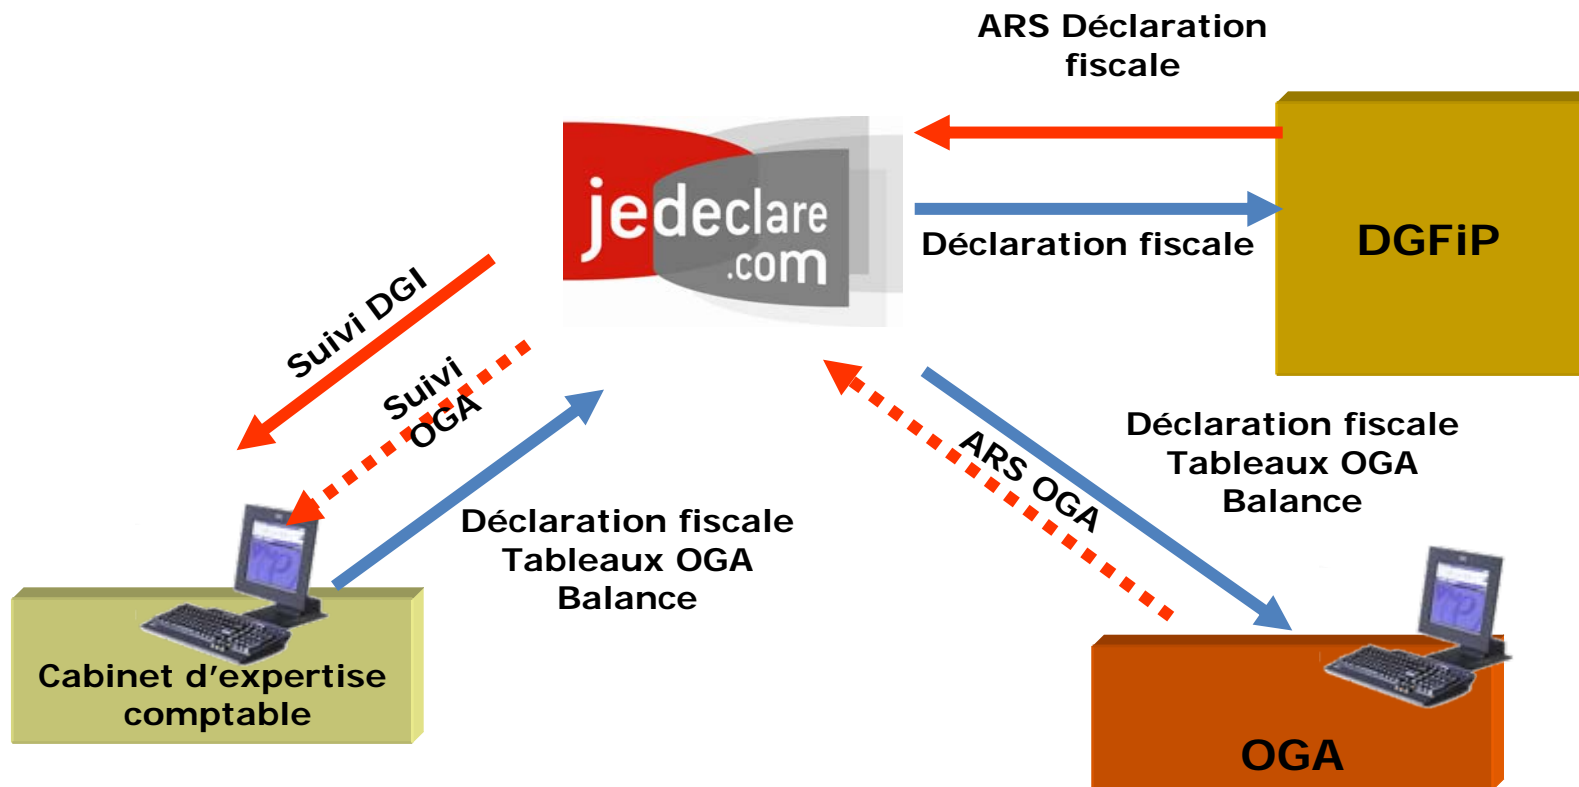 ARS Déclaration
fiscale
jedeclare
.com
Déclaration fiscale
DGFiP
Suivi DGI
Suivi
OGA
ARS OGA
Déclaration fiscale
Tableaux OGA
Balance
Déclaration fiscale
Tableaux OGA
Balance
Cabinet d’expertise
comptable
OGA